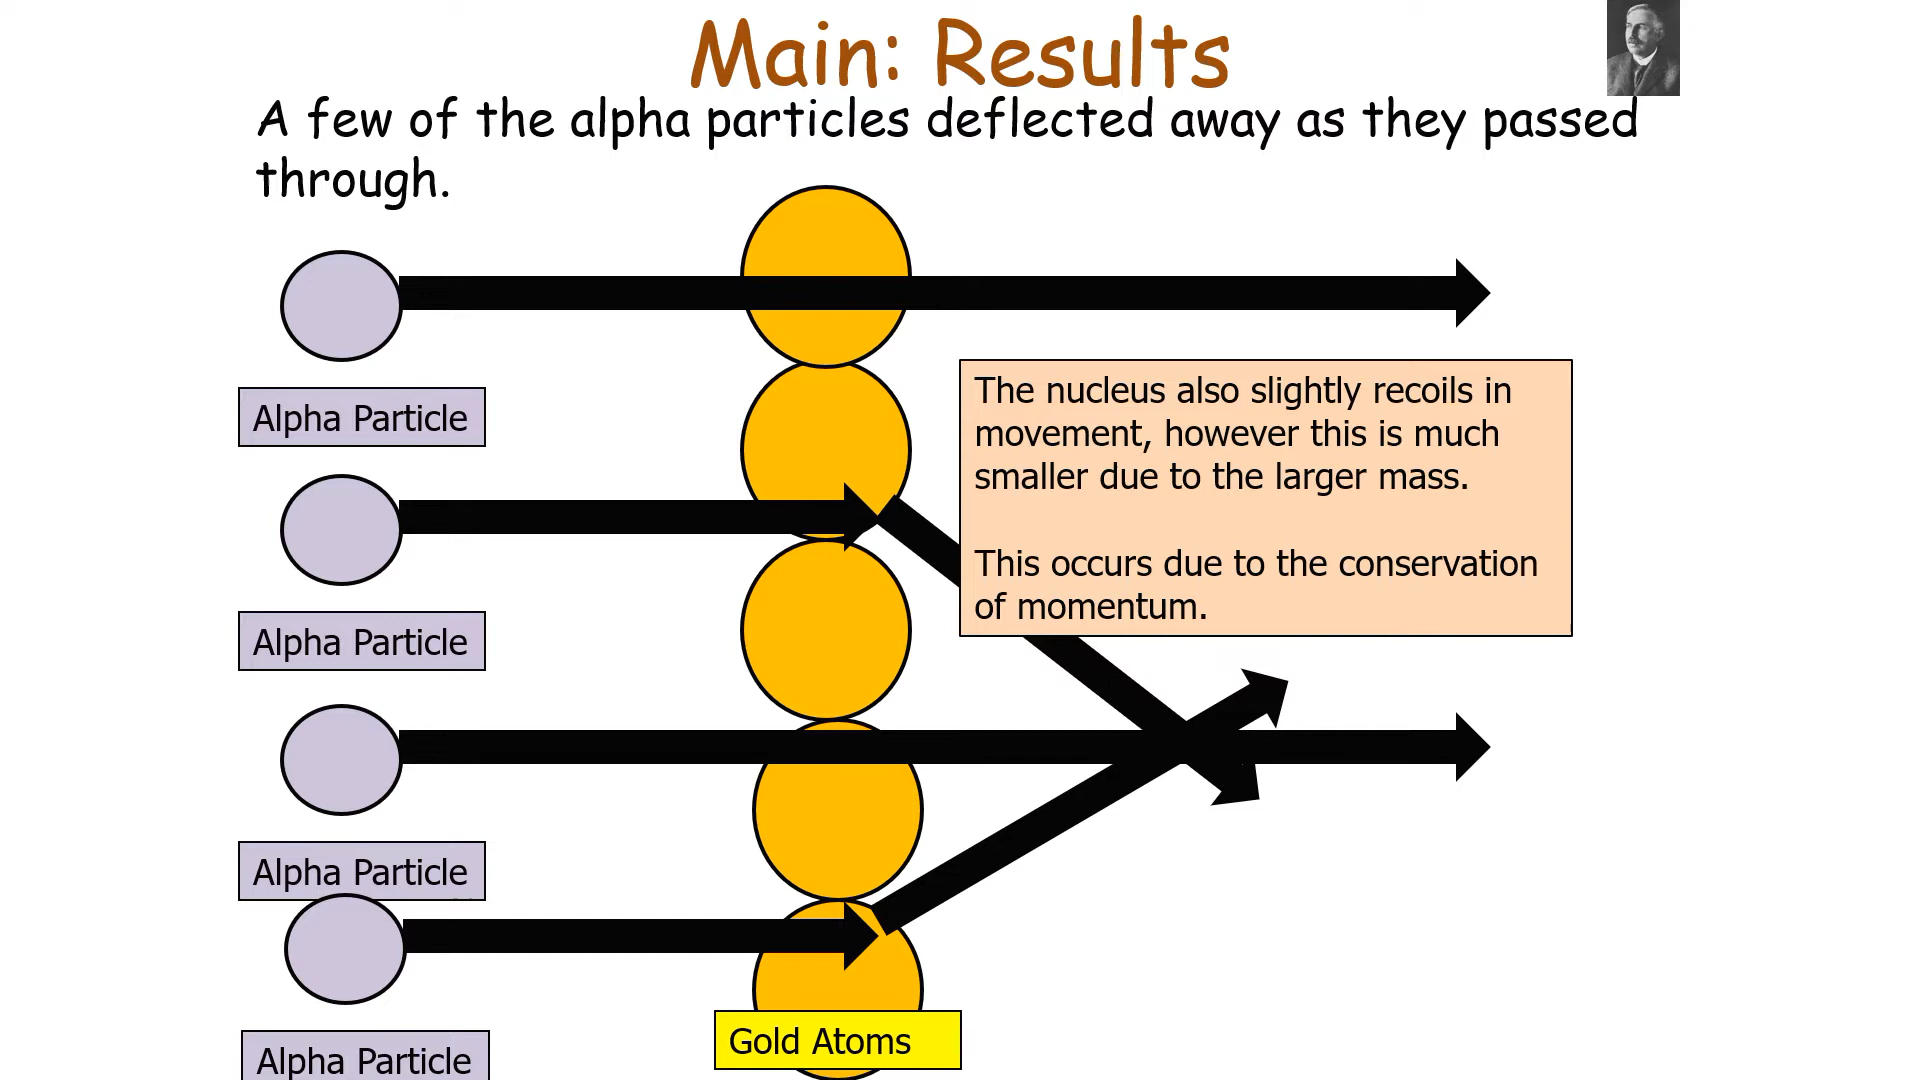 Main: Results
A few of the alpha particles deflected away as they passed
through.
Alpha Particle
The nucleus also slightly recoils in
movement, however this is much
smaller due to the larger mass.
This occurs due to the conservation
of momentum.
Alpha Particle
Alpha Particle
Gold Atoms
Alpha Particle